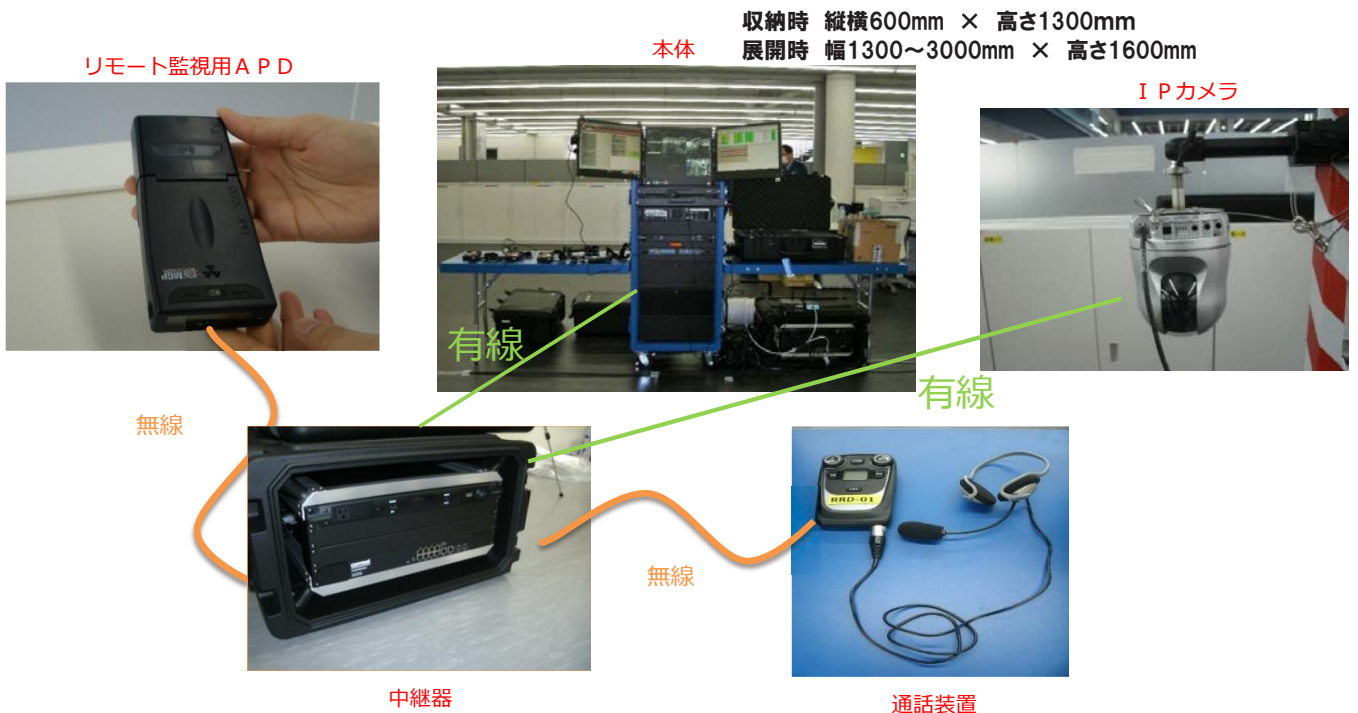 収納時 縦横600mm × 高さ1300mm
展開時 幅1300～3000mm × 高さ1600mm
本体
リモート監視用ＡＰＤ
ＩＰカメラ
MGP
有線
有線
無線
無線
RRD-01
中継器
通話装置